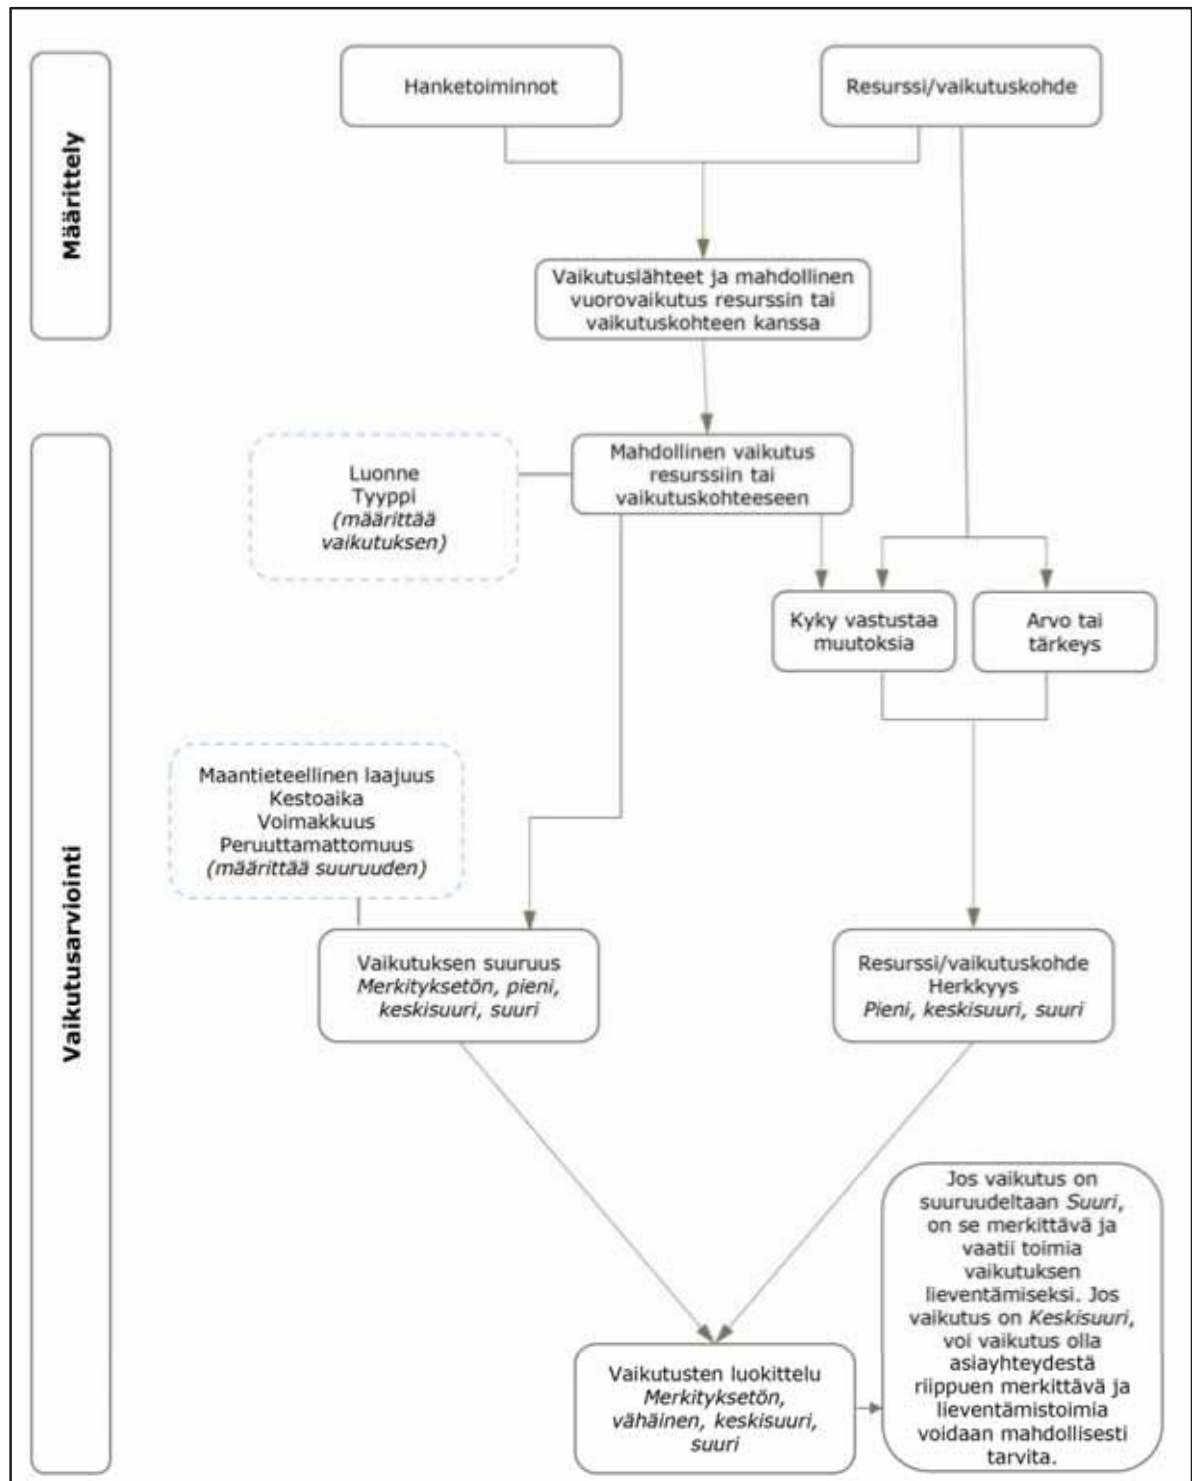 Määrittely
Hanketoiminnot
Resurssi/vaikutuskohde
Vaikutuslähteet ja mahdollinen
vuorovaikutus resurssin tai
vaikutuskohteen kanssa
Vaikutusarviointi
Luonne
Tyyppi
(määrittää
vaikutuksen)
Mahdollinen vaikutus
resurssiin tai
vaikutuskohteeseen
Kyky vastustaa
muutoksia
Arvo tai
tärkeys
Maantieteellinen laajuus
Kestoaika
Voimakkuus
Peruuttamattomuus
(määrittää suuruuden)
Vaikutuksen suuruus
Merkityksetön, pieni,
keskisuuri, suuri
Resurssi/vaikutuskohde
Herkkyys
Pieni, keskisuuri, suuri
Vaikutusten luokittelu
Merkityksetön,
vähäinen, keskisuuri,
suuri
Jos vaikutus on
suuruudeltaan Suuri,
on se merkittävä ja
vaatii toimia
vaikutuksen
lieventämiseksi. Jos
vaikutus on Keskisuuri,
voi vaikutus olla
asiayhteydestä
riippuen merkittävä ja
lieventämistoimia
voidaan mahdollisesti
tarvita.